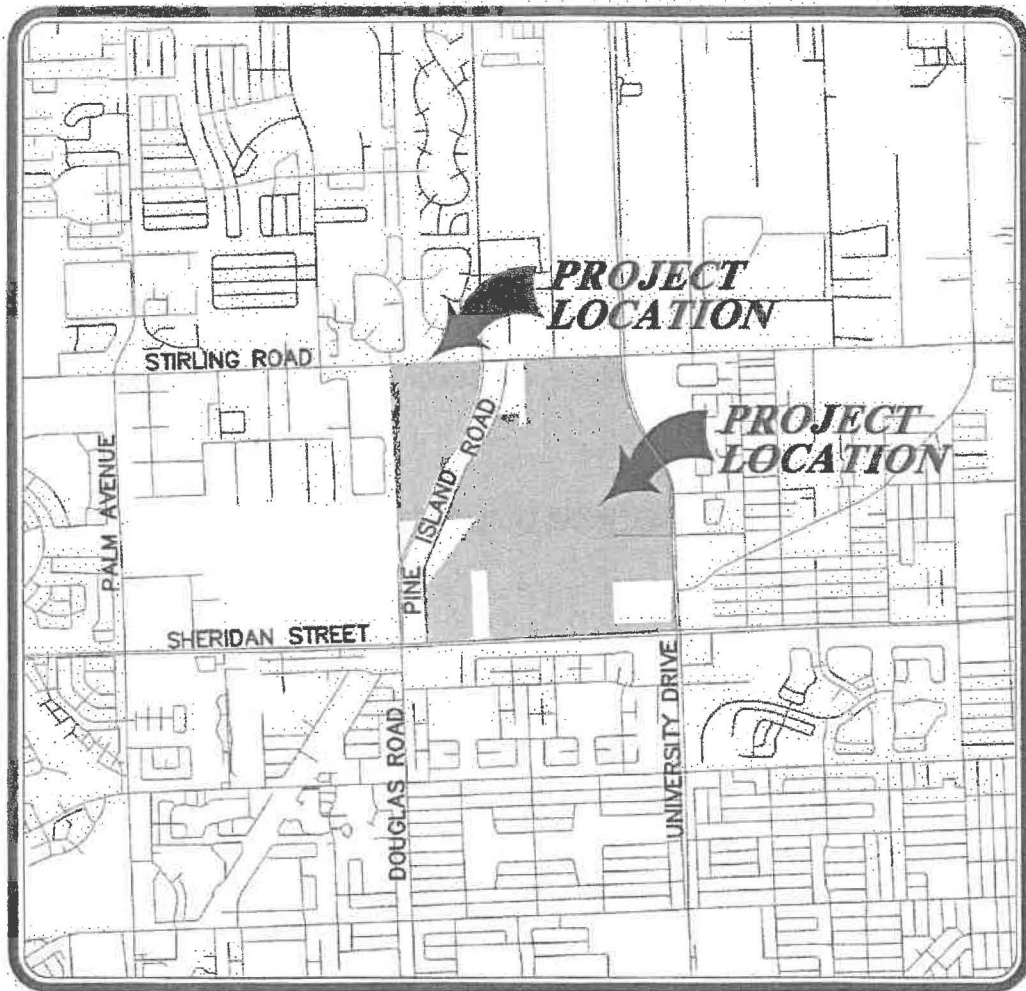 PROJECT
LOCATION
STIRLING ROAD
PROJECT
LOCATION
PINE ISLAND ROAD
PALM AVENUE
SHERIDAN STREET
DOUGLAS ROAD
UNIVERSITY DRIVE